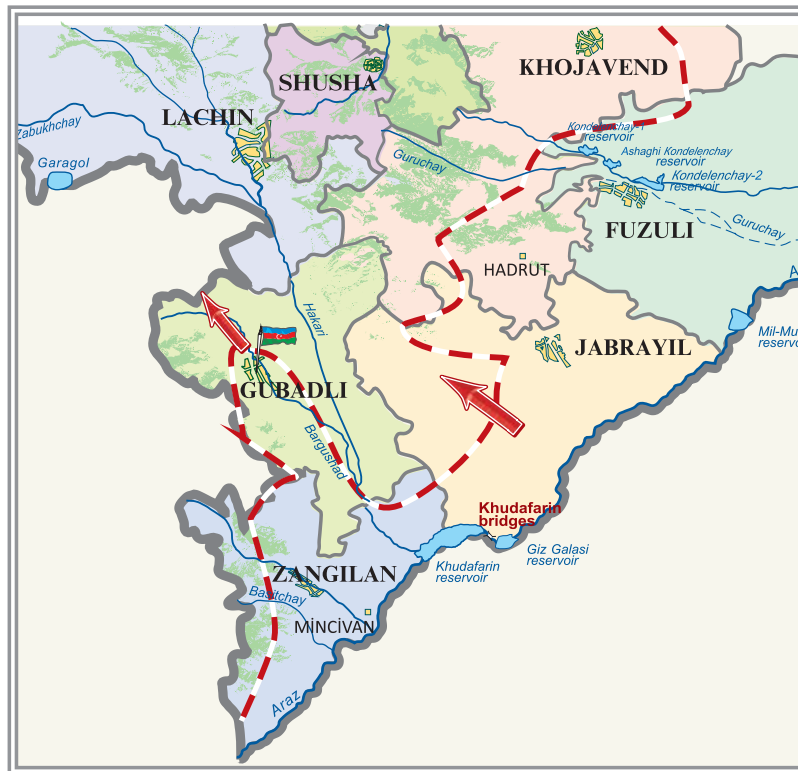 KHOJAVEND
SHUSHA
LACHIN
Zabukhchay
Garagol
Guruchay
Kondelenchay-1
reservoir
Ashaghi Kondelenchay
reservoir
Kondelenchay-2
reservoir
Guruchay
FUZULI
HADRUT
Hakari
Mil-Mu
reservo
JABRAYIL
GUBADLI
Bargushad
Khudafarin
bridges
Giz Galasi
reservoir
Khudafarin
reservoir
ZANGILAN
Basitchay
MİNCİVAN
Araz